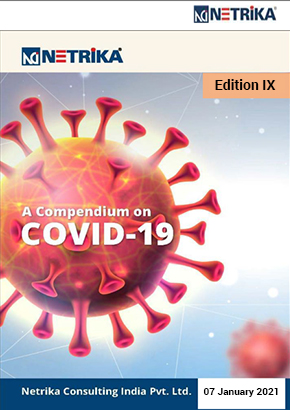 NETRIKA
NETRIKA
Edition IX
A Compendium on
COVID-19
Netrika Consulting India Pvt. Ltd.
07 January 2021